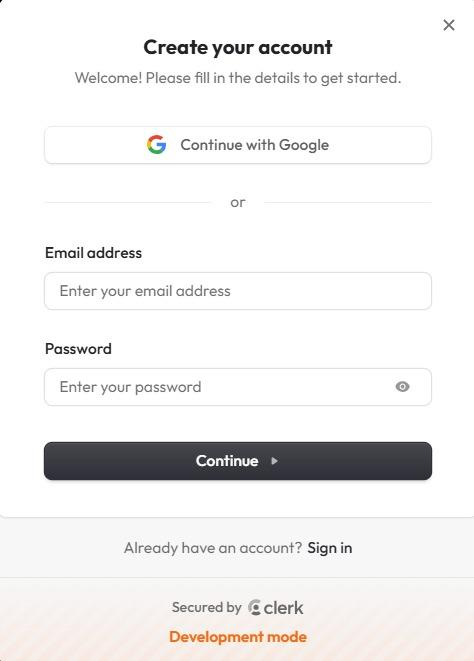 Create your account
Welcome! Please fill in the details to get started.
Continue with Google
or
Email address
Enter your email address
Password
Enter your password
Continue
Already have an account? Sign in
Secured by clerk
Development mode